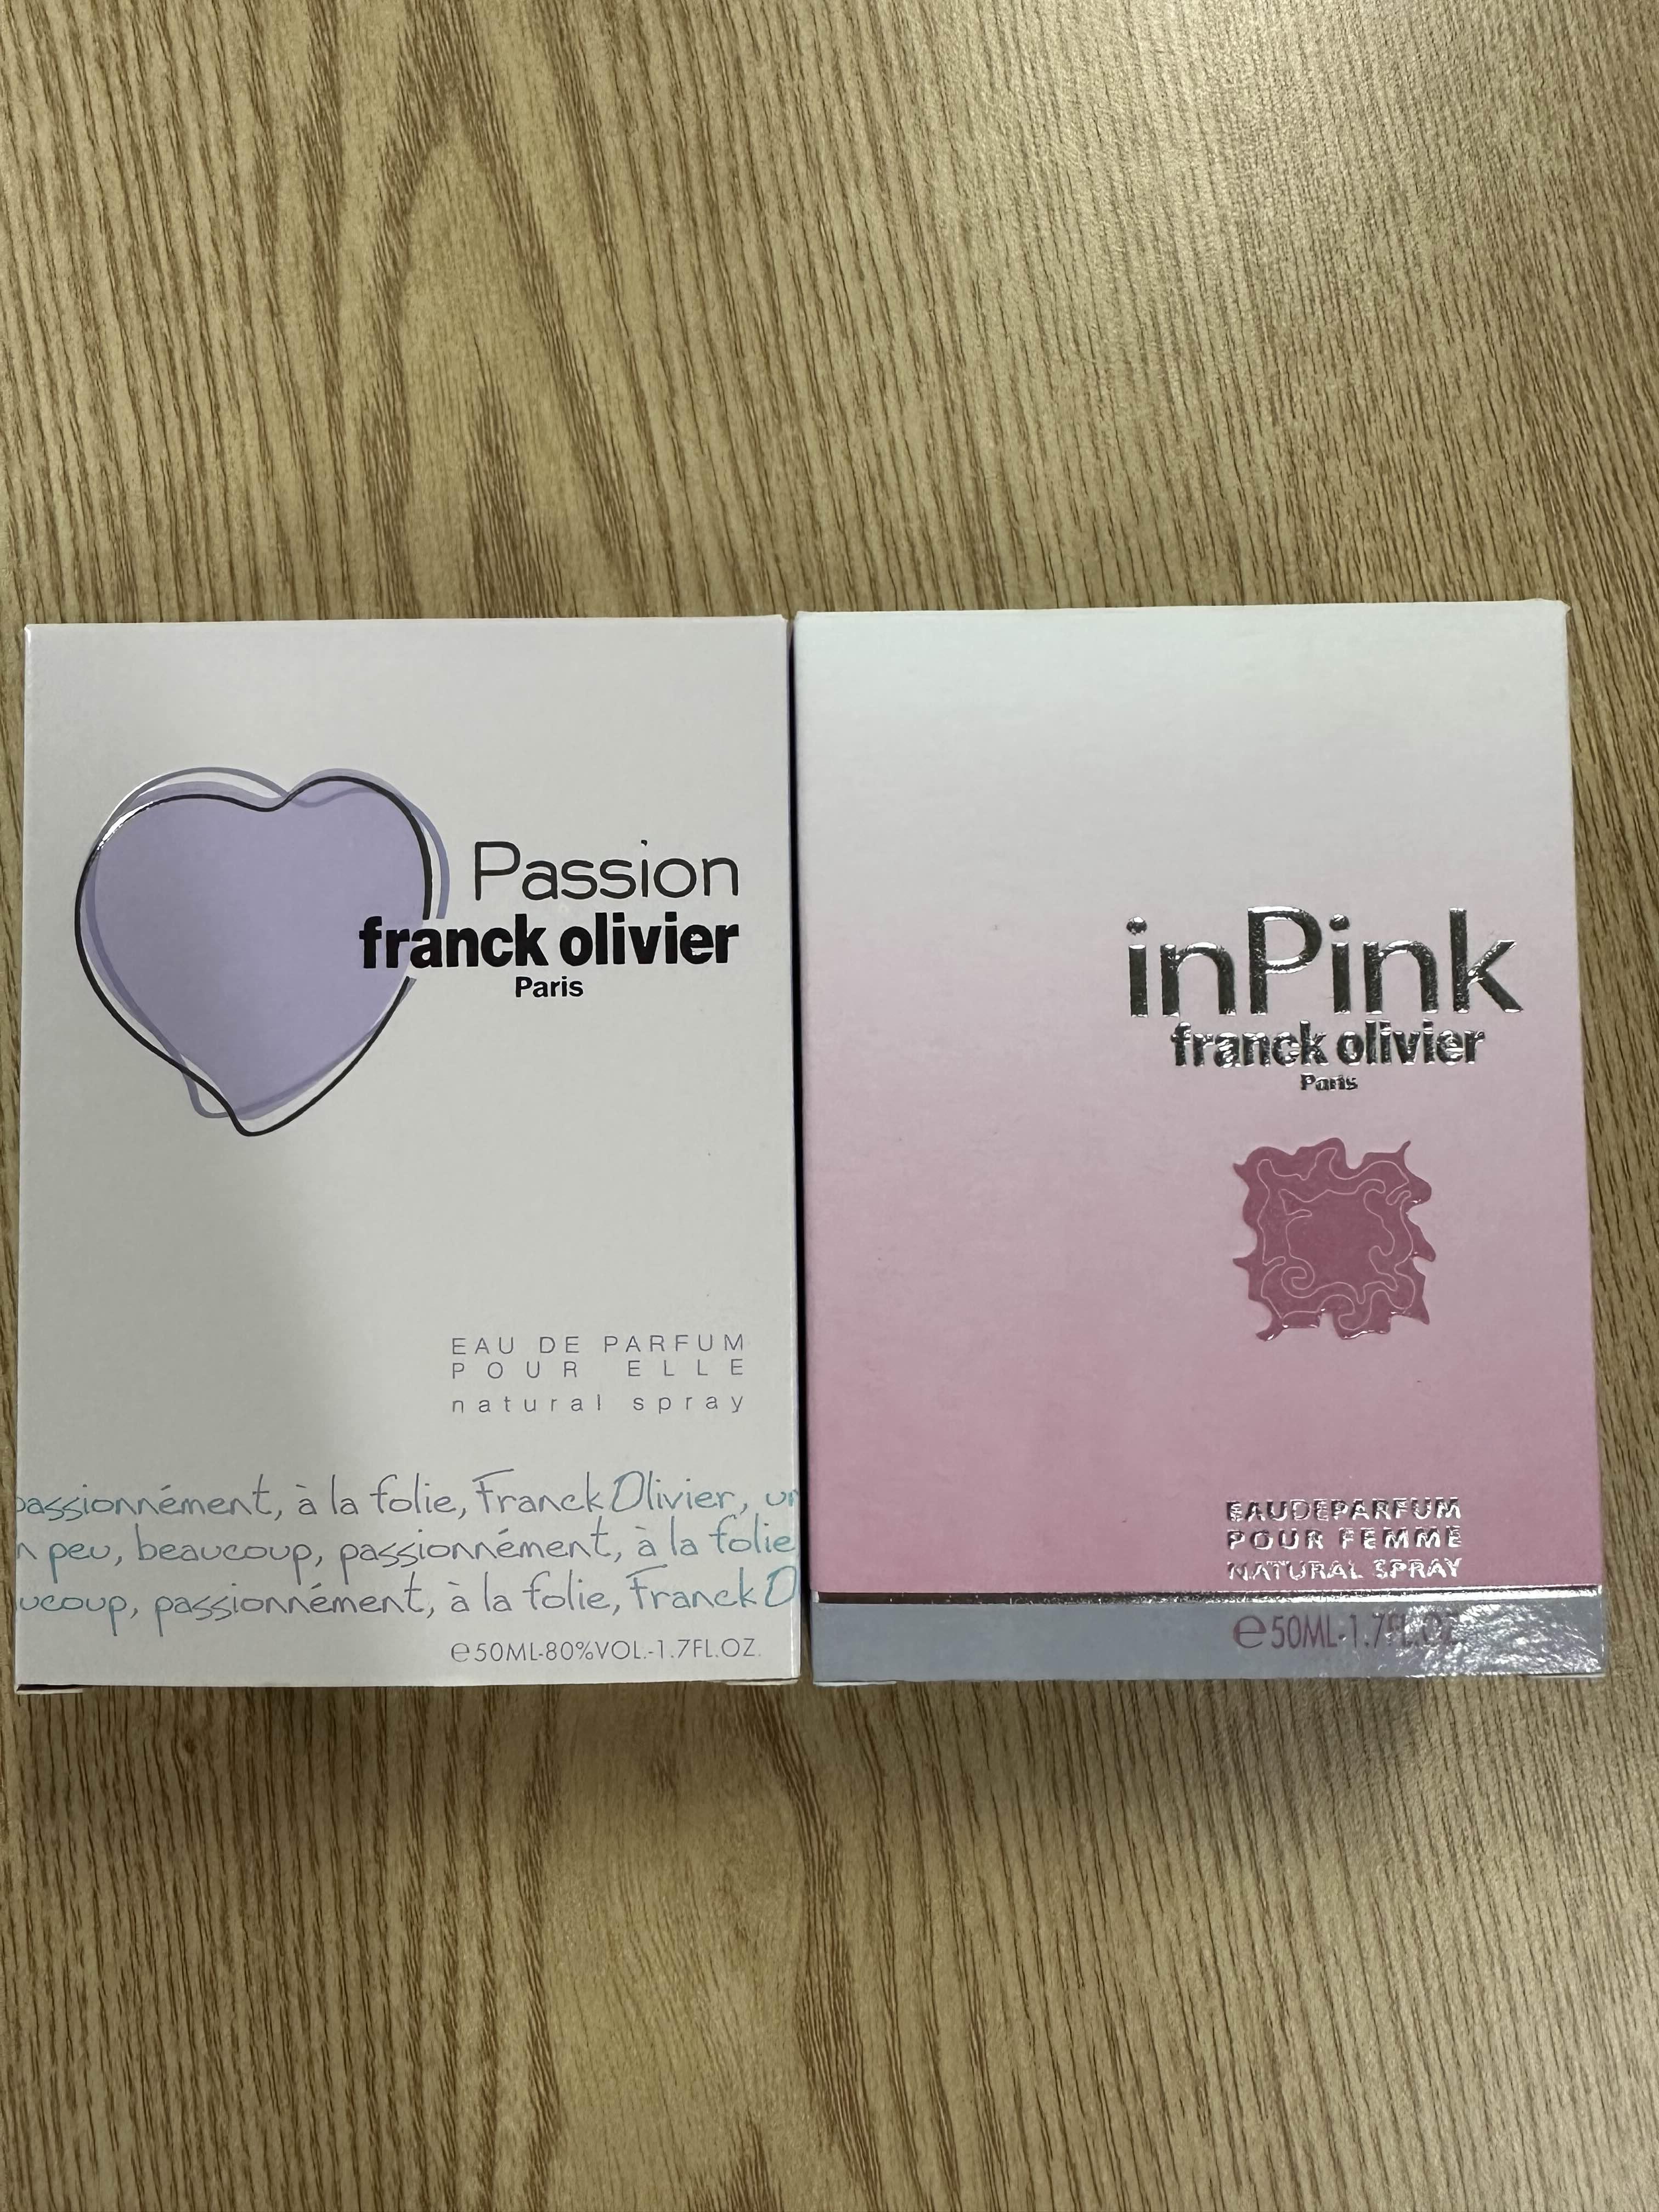 Passion
franck olivier
Paris
EAU DE PARFUM
POUR ELLE
natural spray
passionnément, à la folie, Franck Olivier, un
n peu, beaucoup, passionnément, à la folie
ucoup, passionnément, à la folie, Franck O
℮50ML-80%VOL.-1.7FL.OZ.
inPink
franck olivier
Paris
EAUDEPARFUM
POUR FEMME
NATURAL SPRAY
℮50ML-1.7FL.OZ